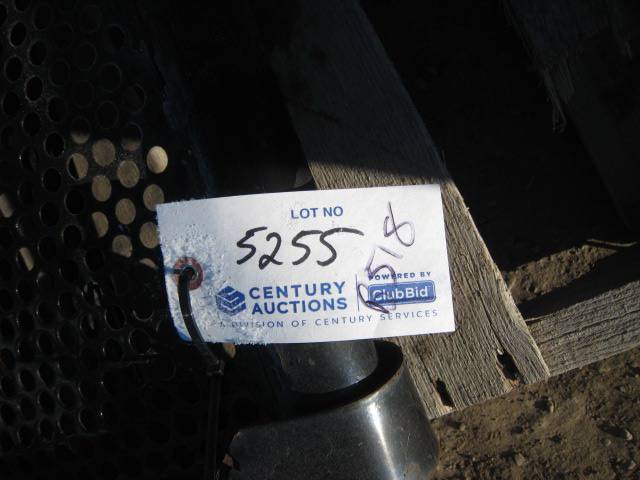 LOT NO
5255
CENTURY
AUCTIONS
POWERED BY
ClubBid
A DIVISION OF CENTURY SERVICES